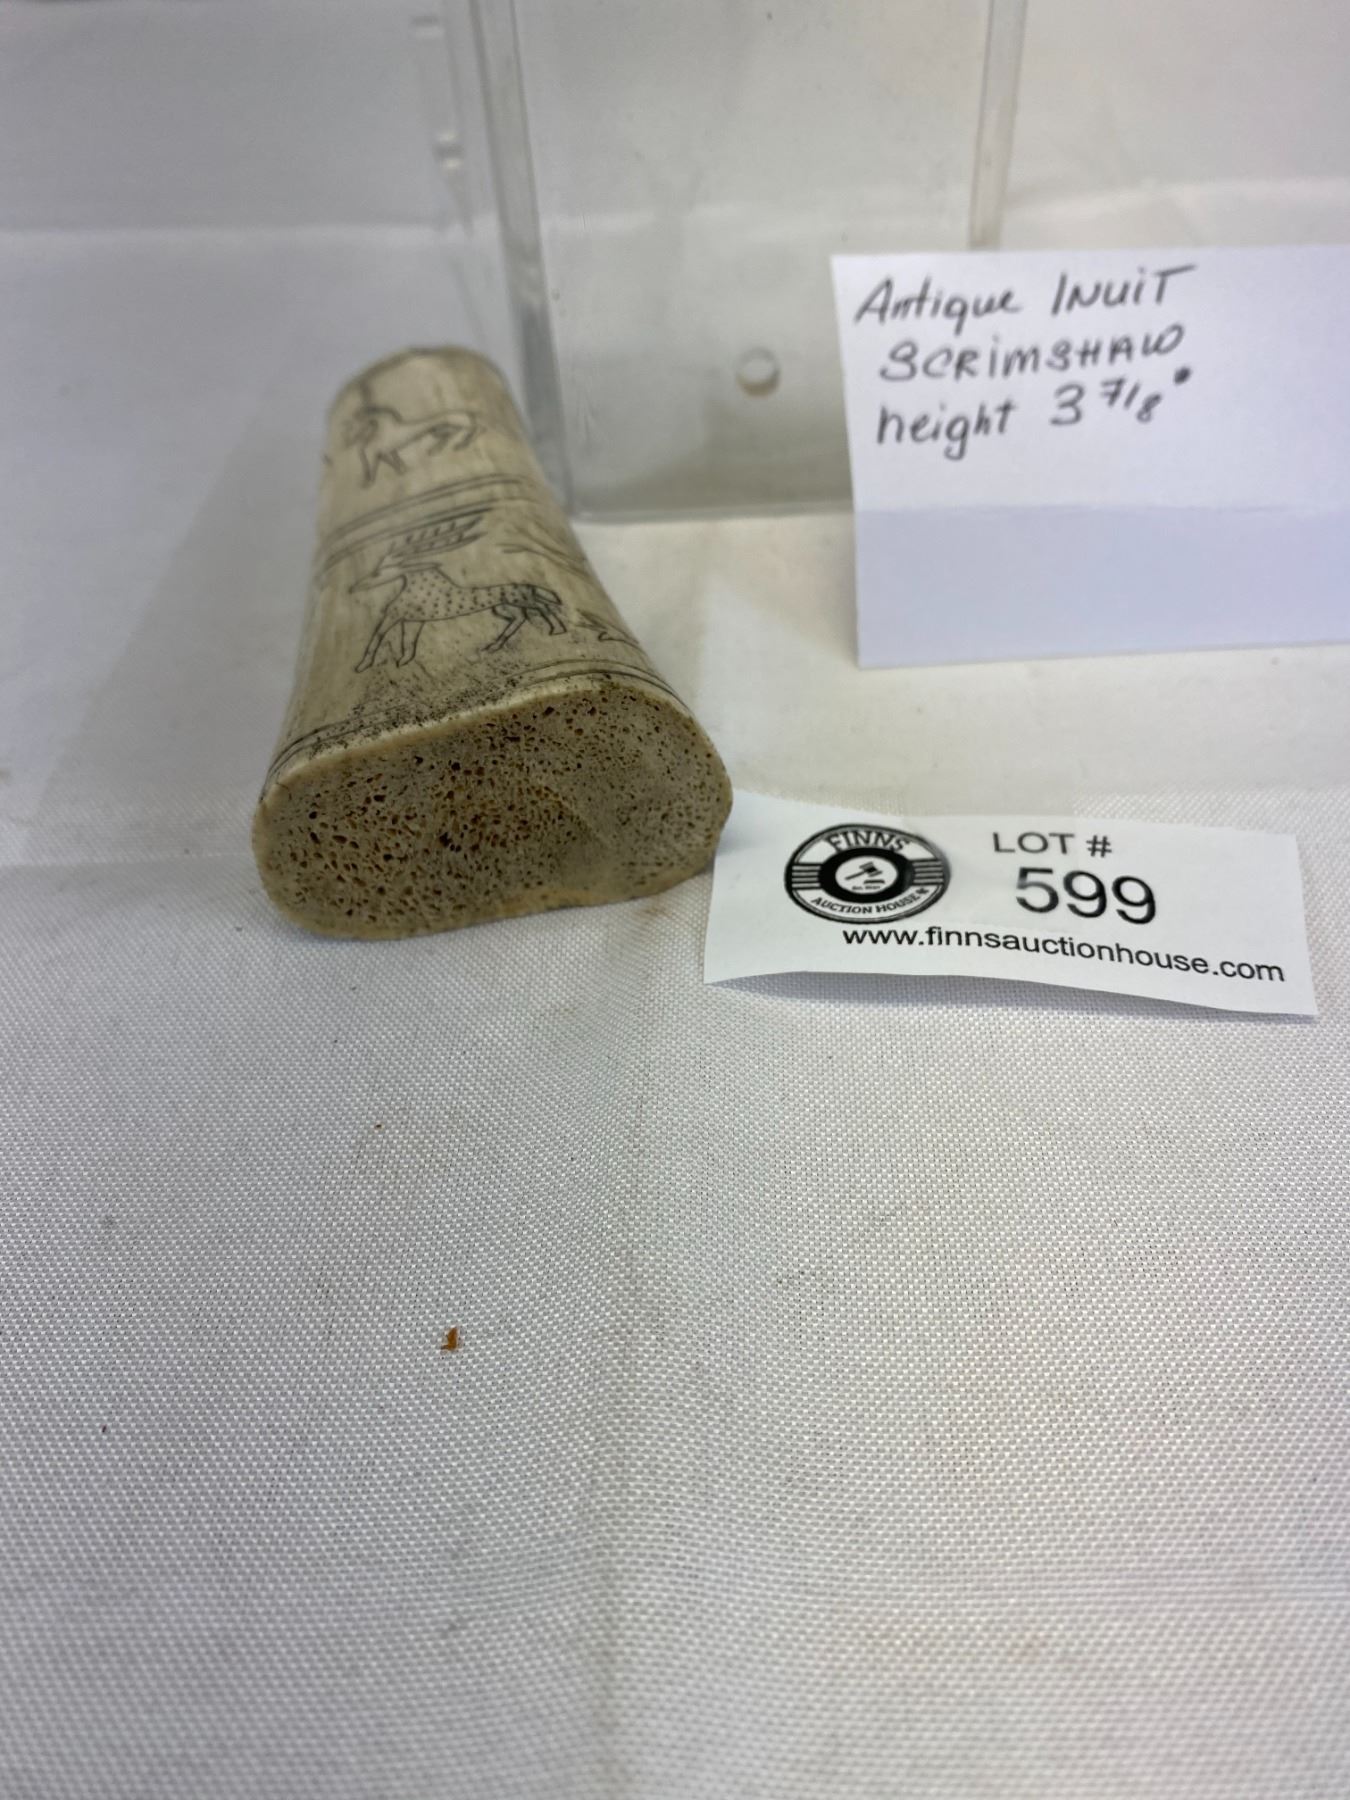 Antique INUIT
SCRIMSHAW
height 3 7/8"
FINNS
AUCTION HOUSE
LOT #
599
www.finnsauctionhouse.com